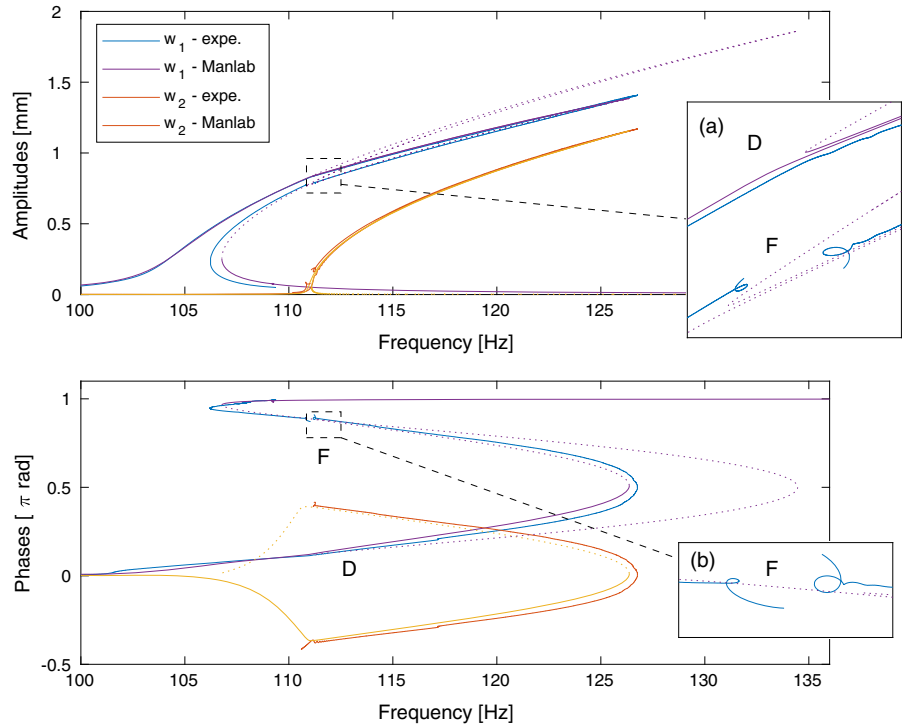 2
1.5
1
0.5
0
Amplitudes [mm]
w1 - expe.
w1 - Manlab
w2 - expe.
w2 - Manlab
(a)
D
F
100 105 110 115 120 125
Frequency [Hz]
1
0.5
0
-0.5
Phases [ π rad]
F
D
(b)
F
100 105 110 115 120 125 130 135
Frequency [Hz]